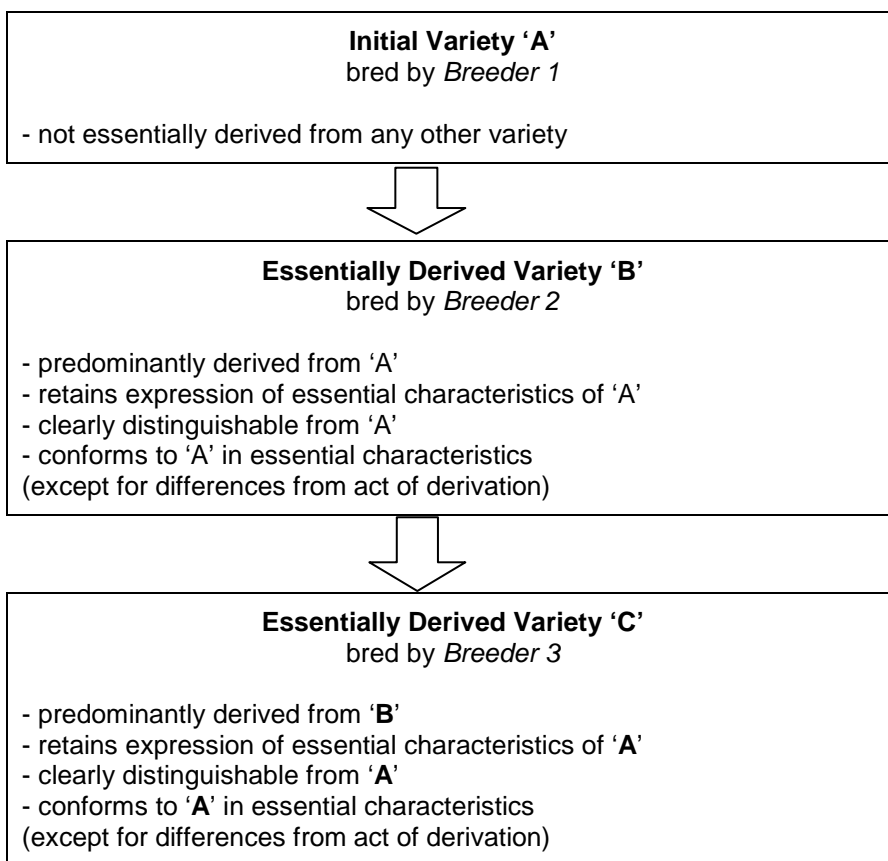 Initial Variety ‘A’
bred by Breeder 1
- not essentially derived from any other variety
Essentially Derived Variety ‘B’
bred by Breeder 2
- predominantly derived from ‘A’
- retains expression of essential characteristics of ‘A’
- clearly distinguishable from ‘A’
- conforms to ‘A’ in essential characteristics
(except for differences from act of derivation)
Essentially Derived Variety ‘C’
bred by Breeder 3
- predominantly derived from ‘B’
- retains expression of essential characteristics of ‘A’
- clearly distinguishable from ‘A’
- conforms to ‘A’ in essential characteristics
(except for differences from act of derivation)